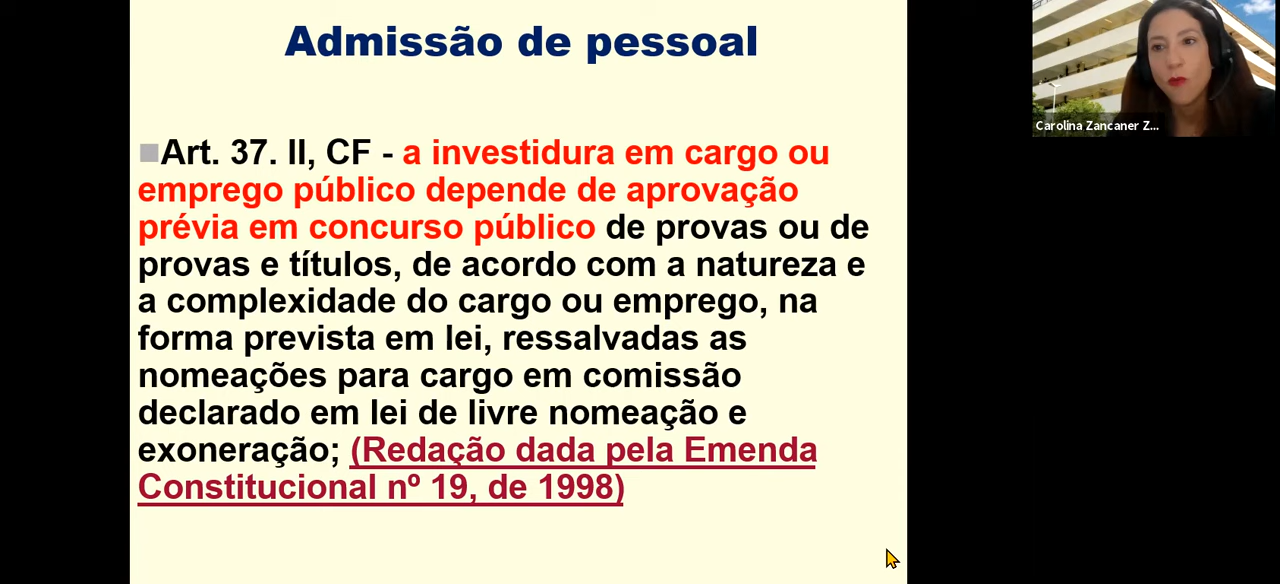 Admissão de pessoal
Carolina Zancaner Z...
Art. 37. II, CF - a investidura em cargo ou
emprego público depende de aprovação
prévia em concurso público de provas ou de
provas e títulos, de acordo com a natureza e
a complexidade do cargo ou emprego, na
forma prevista em lei, ressalvadas as
nomeações para cargo em comissão
declarado em lei de livre nomeação e
exoneração; (Redação dada pela Emenda
Constitucional nº 19, de 1998)